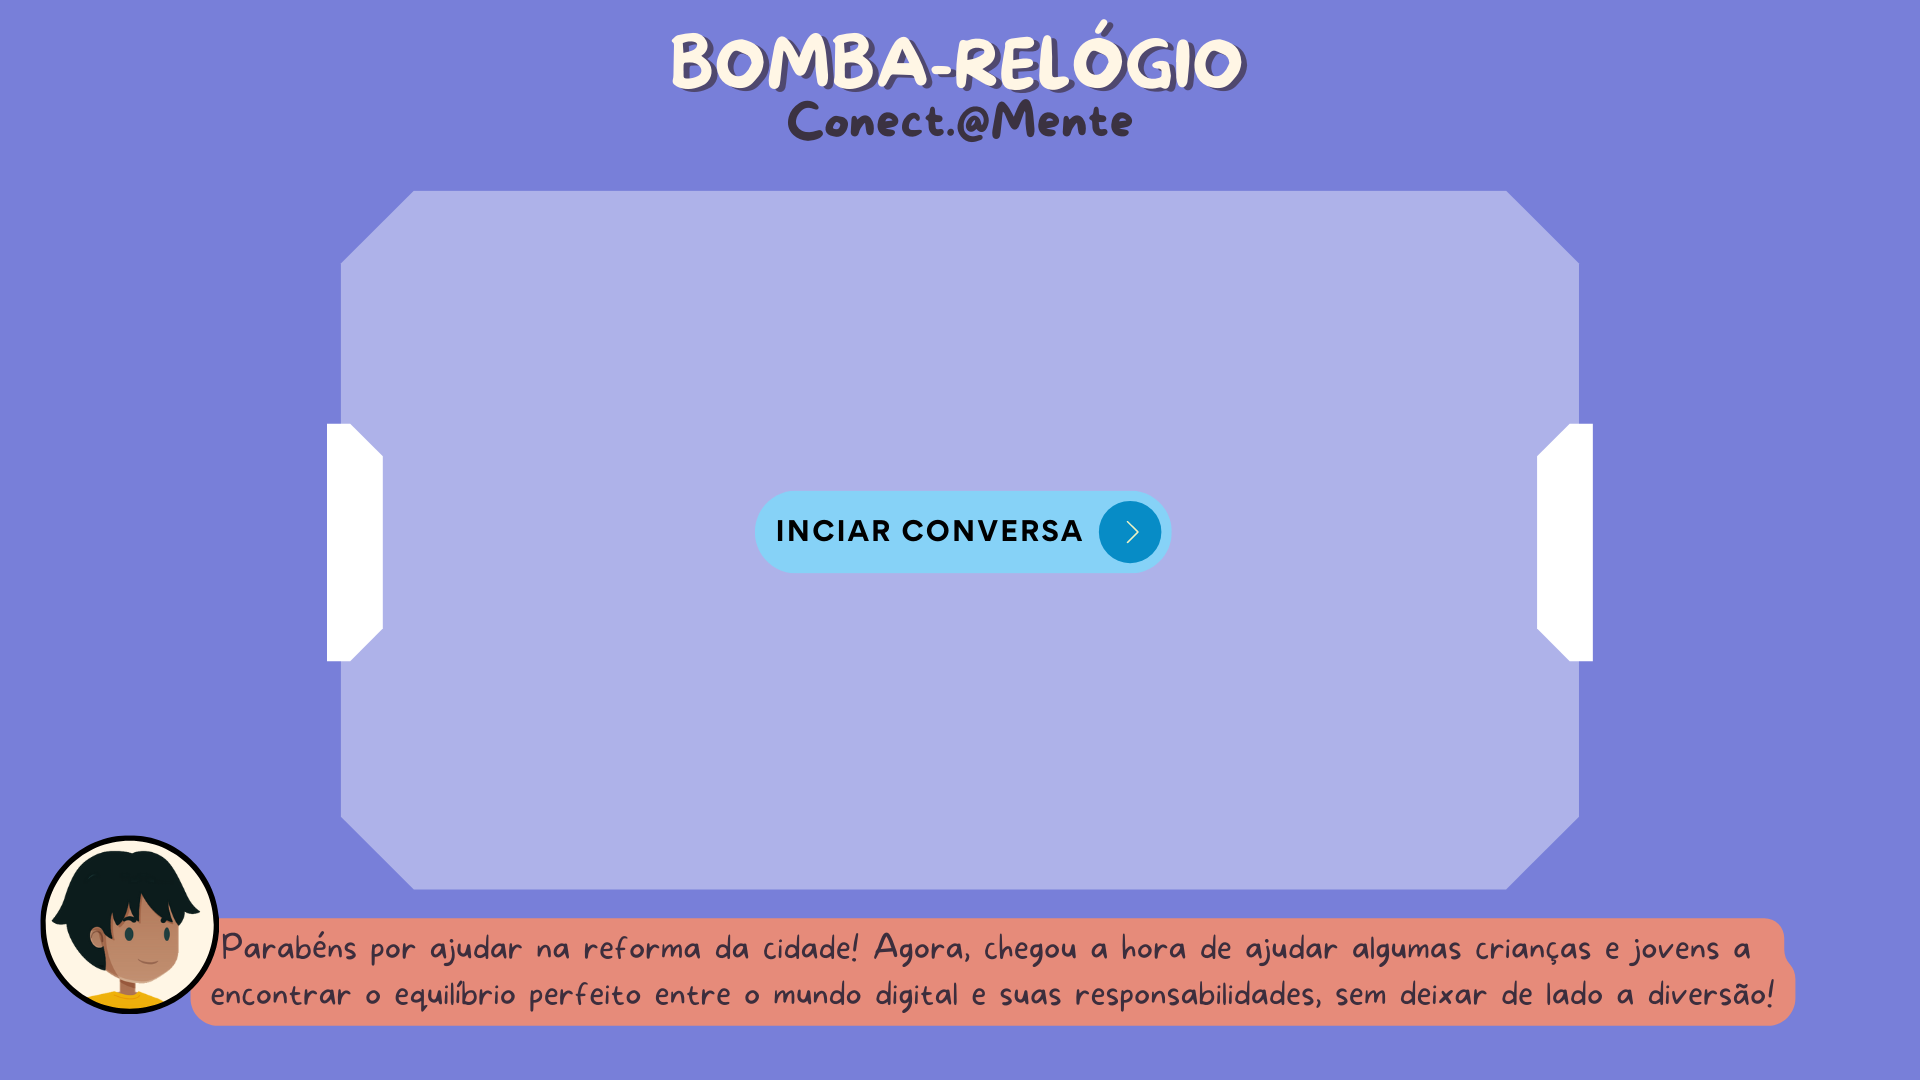 BOMBA-RELÓGIO
Conect.@Mente
INCIAR CONVERSA
Parabéns por ajudar na reforma da cidade! Agora, chegou a hora de ajudar algumas crianças e jovens a
encontrar o equilíbrio perfeito entre o mundo digital e suas responsabilidades, sem deixar de lado a diversão!